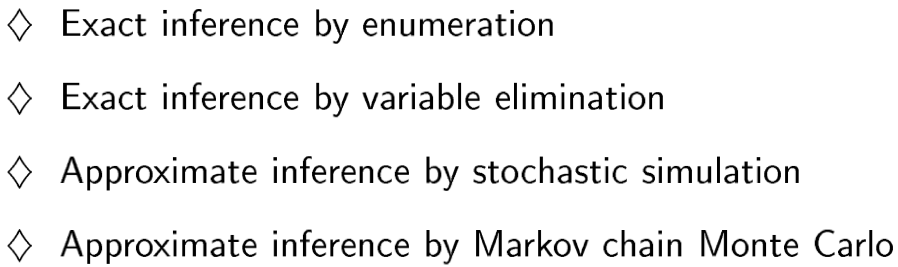 ♢ Exact inference by enumeration
♢ Exact inference by variable elimination
♢ Approximate inference by stochastic simulation
♢ Approximate inference by Markov chain Monte Carlo